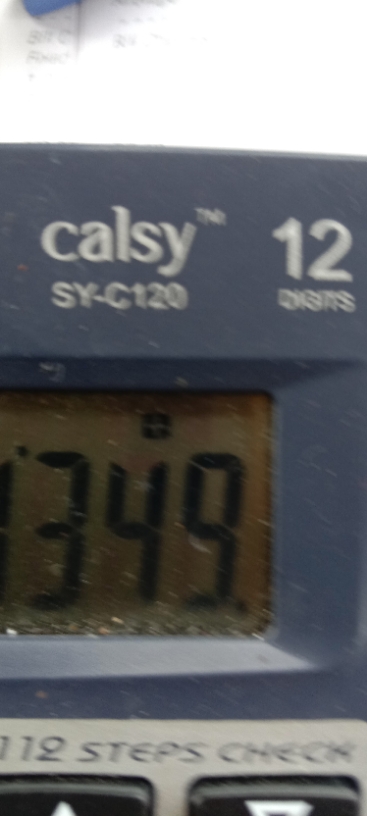 calsy™ 12
SY-C120 DIGITS
349
112 STEPS CHECK